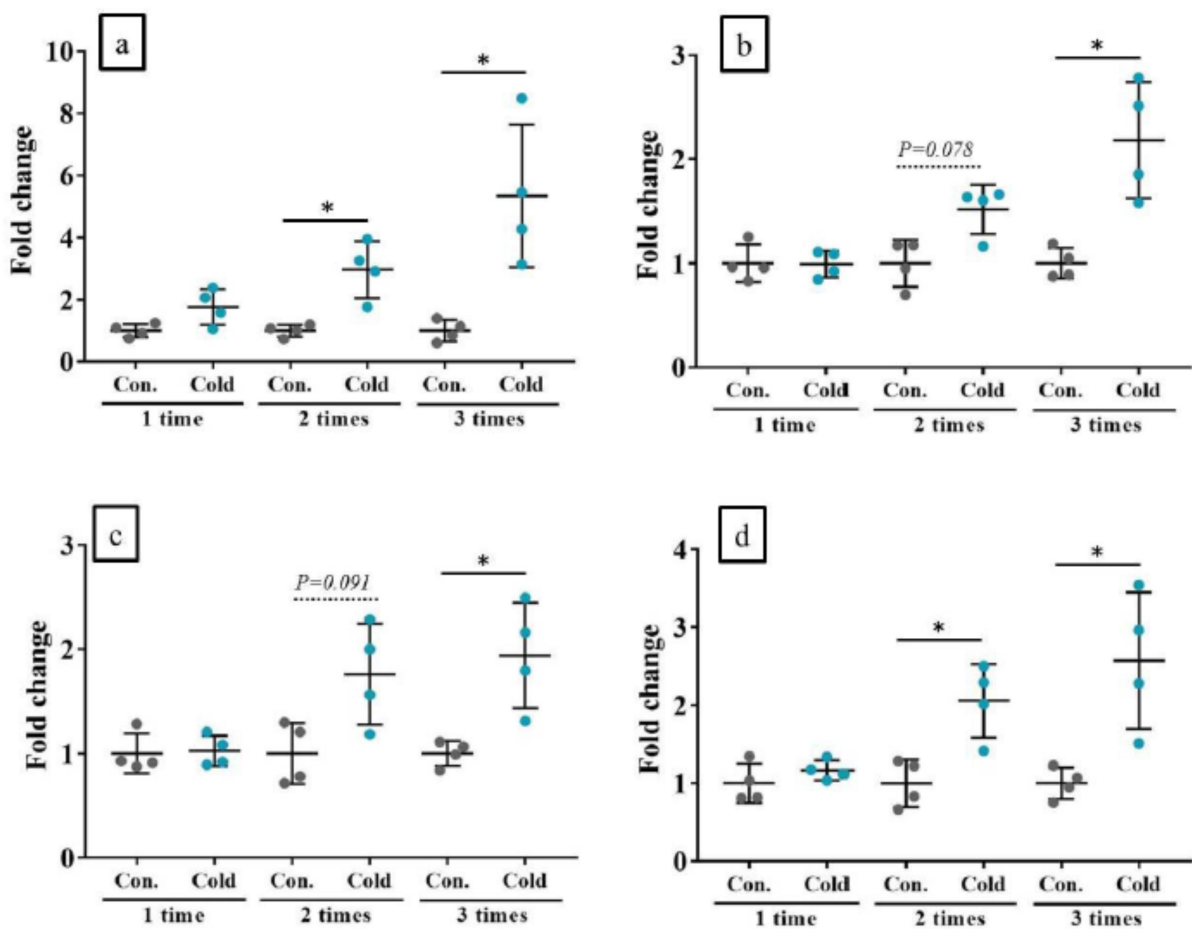 a
10
8
6
4
2
0
Fold change
*
*
Con. Cold Con. Cold Con. Cold
1 time 2 times 3 times
b
3
2
1
0
Fold change
P=0.078
*
Con. Cold Con. Cold Con. Cold
1 time 2 times 3 times
c
3
2
1
0
Fold change
P=0.091
*
Con. Cold Con. Cold Con. Cold
1 time 2 times 3 times
d
4
3
2
1
0
Fold change
*
*
Con. Cold Con. Cold Con. Cold
1 time 2 times 3 times